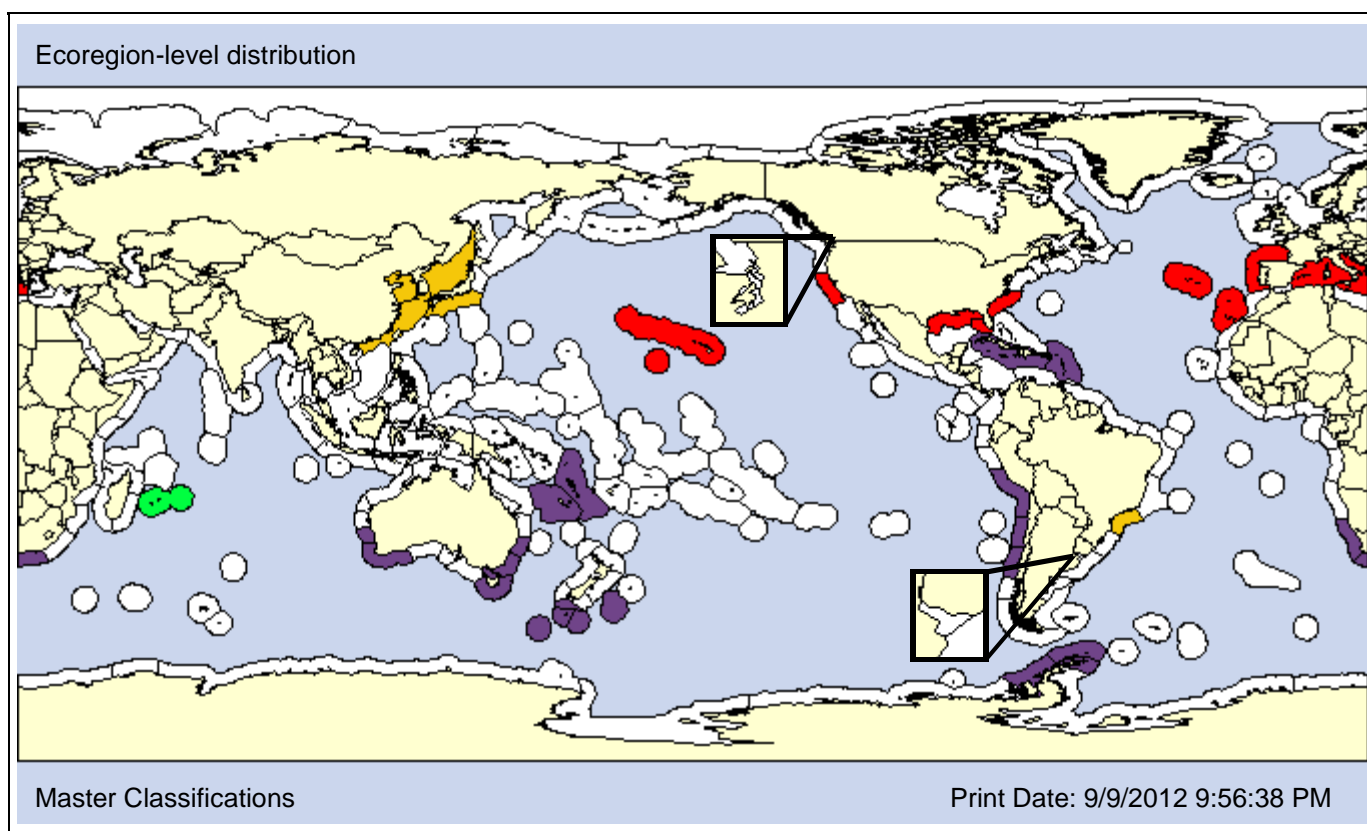 Ecoregion-level distribution
Master Classifications
Print Date: 9/9/2012 9:56:38 PM